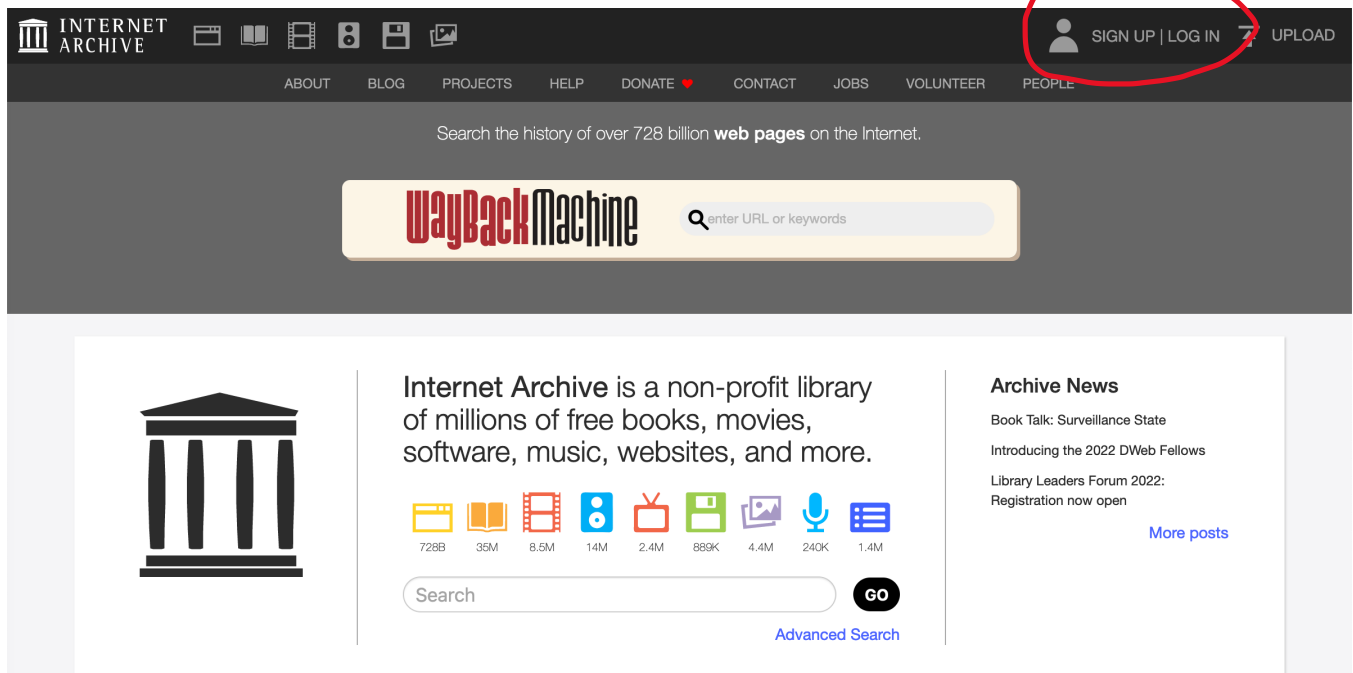 INTERNET
ARCHIVE
SIGN UP | LOG IN
UPLOAD
ABOUT
BLOG
PROJECTS
HELP
DONATE
CONTACT
JOBS
VOLUNTEER
PEOPLE
Search the history of over 728 billion web pages on the Internet.
WayBackMachine
enter URL or keywords
Internet Archive is a non-profit library
of millions of free books, movies,
software, music, websites, and more.
728B
35M
8.5M
14M
2.4M
889K
4.4M
240K
1.4M
Search
GO
Advanced Search
Archive News
Book Talk: Surveillance State
Introducing the 2022 DWeb Fellows
Library Leaders Forum 2022:
Registration now open
More posts